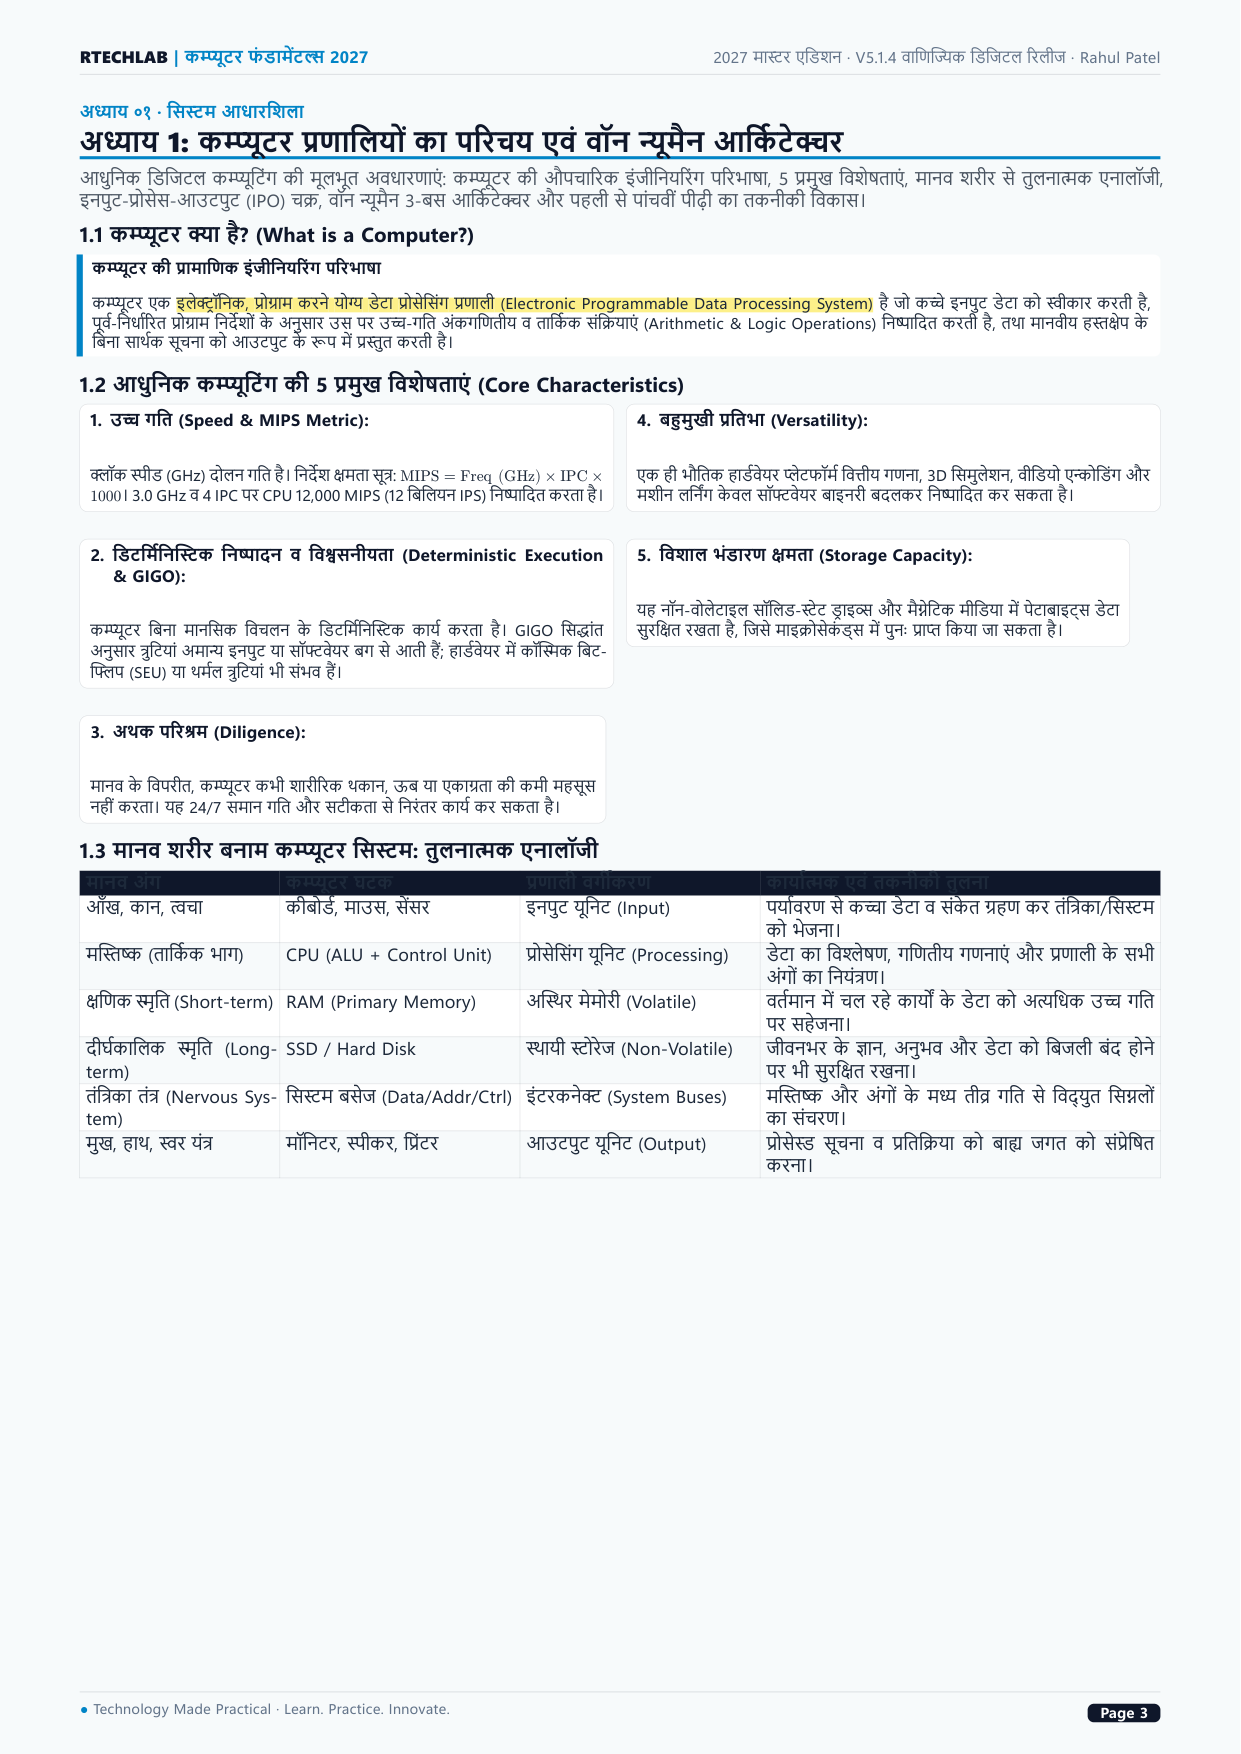 RTECHLAB | कम्प्यूटर फंडामेंटल्स 2027
2027 मास्टर एडिशन · V5.1.4 वाणिज्यिक डिजिटल रिलीज · Rahul Patel
अध्याय ०१ · सिस्टम आधारशिला
अध्याय 1: कम्प्यूटर प्रणालियों का परिचय एवं वॉन न्यूमैन आर्किटेक्चर
आधुनिक डिजिटल कम्प्यूटिंग की मूलभूत अवधारणाएं: कम्प्यूटर की औपचारिक इंजीनियरिंग परिभाषा, 5 प्रमुख विशेषताएं, मानव शरीर से तुलनात्मक एनालॉजी,
इनपुट-प्रोसेस-आउटपुट (IPO) चक्र, वॉन न्यूमैन 3-बस आर्किटेक्चर और पहली से पांचवीं पीढ़ी का तकनीकी विकास।
1.1 कम्प्यूटर क्या है? (What is a Computer?)
कम्प्यूटर की प्रामाणिक इंजीनियरिंग परिभाषा
कम्प्यूटर एक इलेक्ट्रॉनिक, प्रोग्राम करने योग्य डेटा प्रोसेसिंग प्रणाली (Electronic Programmable Data Processing System) है जो कच्चे इनपुट डेटा को स्वीकार करती है,
पूर्व-निर्धारित प्रोग्राम निर्देशों के अनुसार उस पर उच्च-गति अंकगणितीय व तार्किक संक्रियाएं (Arithmetic & Logic Operations) निष्पादित करती है, तथा मानवीय हस्तक्षेप के
बिना सार्थक सूचना को आउटपुट के रूप में प्रस्तुत करती है।
1.2 आधुनिक कम्प्यूटिंग की 5 प्रमुख विशेषताएं (Core Characteristics)
1. उच्च गति (Speed & MIPS Metric):
क्लॉक स्पीड (GHz) दोलन गति है। निर्देश क्षमता सूत्र: MIPS = Freq (GHz) × IPC ×
1000। 3.0 GHz व 4 IPC पर CPU 12,000 MIPS (12 बिलियन IPS) निष्पादित करता है।
4. बहुमुखी प्रतिभा (Versatility):
एक ही भौतिक हार्डवेयर प्लेटफॉर्म वित्तीय गणना, 3D सिमुलेशन, वीडियो एन्कोडिंग और
मशीन लर्निंग केवल सॉफ्टवेयर बाइनरी बदलकर निष्पादित कर सकता है।
2. डिटर्मिनिस्टिक निष्पादन व विश्वसनीयता (Deterministic Execution
& GIGO):
कम्प्यूटर बिना मानसिक विचलन के डिटर्मिनिस्टिक कार्य करता है। GIGO सिद्धांत
अनुसार त्रुटियां अमान्य इनपुट या सॉफ्टवेयर बग से आती हैं; हार्डवेयर में कॉस्मिक बिट-
फ्लिप (SEU) या थर्मल त्रुटियां भी संभव हैं।
5. विशाल भंडारण क्षमता (Storage Capacity):
यह नॉन-वोलेटाइल सॉलिड-स्टेट ड्राइव्स और मैग्नेटिक मीडिया में पेटाबाइट्स डेटा
सुरक्षित रखता है, जिसे माइक्रोसेकंड्स में पुनः प्राप्त किया जा सकता है।
3. अथक परिश्रम (Diligence):
मानव के विपरीत, कम्प्यूटर कभी शारीरिक थकान, ऊब या एकाग्रता की कमी महसूस
नहीं करता। यह 24/7 समान गति और सटीकता से निरंतर कार्य कर सकता है।
1.3 मानव शरीर बनाम कम्प्यूटर सिस्टम: तुलनात्मक एनालॉजी
मानव अंग कम्प्यूटर घटक प्रणाली वर्गीकरण कार्यात्मक एवं तकनीकी तुलना
आँख, कान, त्वचा कीबोर्ड, माउस, सेंसर इनपुट यूनिट (Input) पर्यावरण से कच्चा डेटा व संकेत ग्रहण कर तंत्रिका/सिस्टम
को भेजना।
मस्तिष्क (तार्किक भाग) CPU (ALU + Control Unit) प्रोसेसिंग यूनिट (Processing) डेटा का विश्लेषण, गणितीय गणनाएं और प्रणाली के सभी
अंगों का नियंत्रण।
क्षणिक स्मृति (Short-term) RAM (Primary Memory) अस्थिर मेमोरी (Volatile) वर्तमान में चल रहे कार्यों के डेटा को अत्यधिक उच्च गति
पर सहेजना।
दीर्घकालिक स्मृति (Long- SSD / Hard Disk स्थायी स्टोरेज (Non-Volatile) जीवनभर के ज्ञान, अनुभव और डेटा को बिजली बंद होने
term) पर भी सुरक्षित रखना।
तंत्रिका तंत्र (Nervous Sys- सिस्टम बसेज (Data/Addr/Ctrl) इंटरकनेक्ट (System Buses) मस्तिष्क और अंगों के मध्य तीव्र गति से विद्युत सिग्नलों
tem) का संचरण।
मुख, हाथ, स्वर यंत्र मॉनिटर, स्पीकर, प्रिंटर आउटपुट यूनिट (Output) प्रोसेस्ड सूचना व प्रतिक्रिया को बाह्य जगत को संप्रेषित
करना।
● Technology Made Practical · Learn. Practice. Innovate.
Page 3